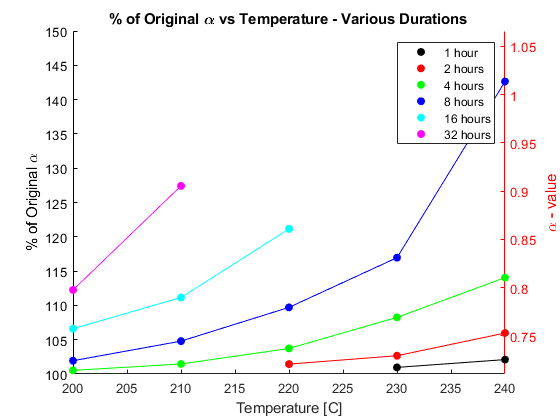 % of Original α vs Temperature - Various Durations
150
145
140
135
130
125
120
115
110
105
100
% of Original α
1 hour
2 hours
4 hours
8 hours
16 hours
32 hours
1.05
1
0.95
0.9
0.85
0.8
0.75
α - value
200 205 210 215 220 225 230 235 240
Temperature [C]